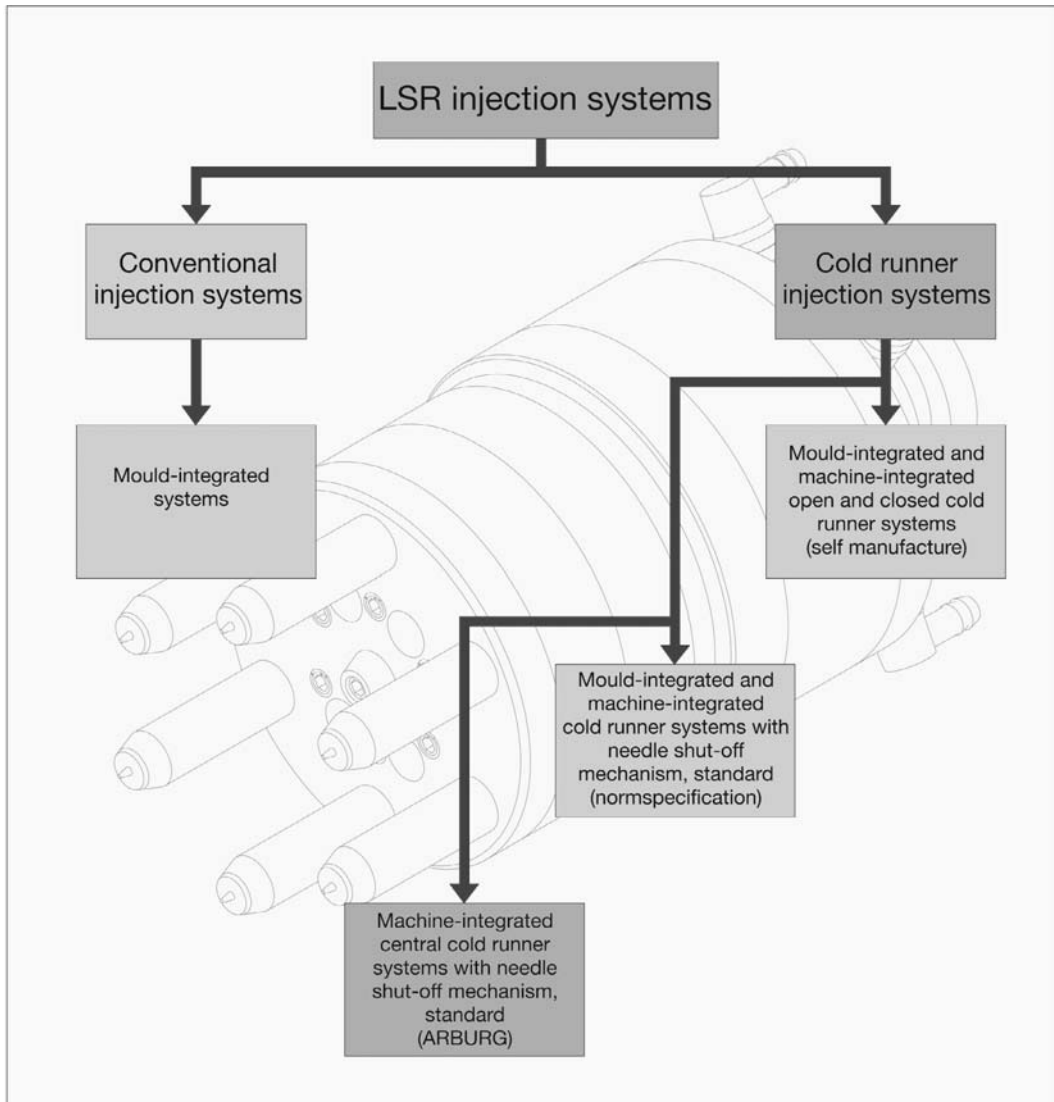 LSR injection systems
Conventional
injection systems
Cold runner
injection systems
Mould-integrated
systems
Mould-integrated and
machine-integrated
open and closed cold
runner systems
(self manufacture)
Mould-integrated and
machine-integrated
cold runner systems with
needle shut-off
mechanism, standard
(normspecification)
Machine-integrated
central cold runner
systems with needle
shut-off mechanism,
standard
(ARBURG)